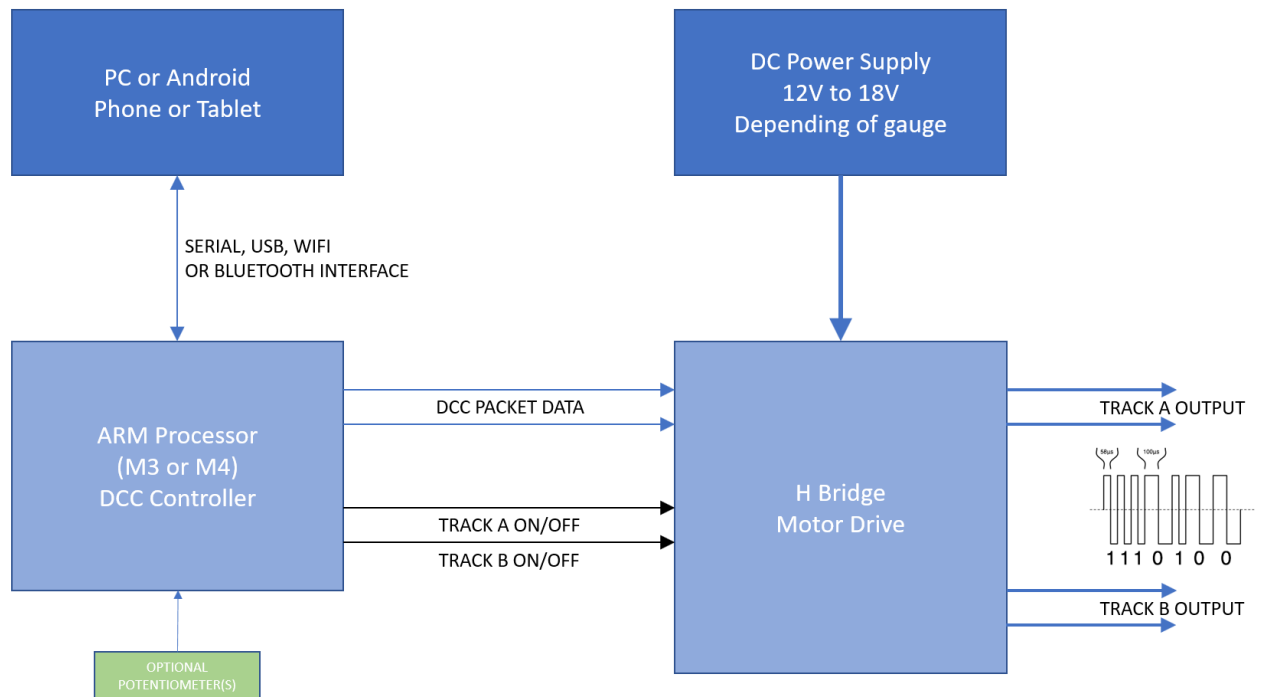 PC or Android
Phone or Tablet
DC Power Supply
12V to 18V
Depending of gauge
SERIAL, USB, WIFI
OR BLUETOOTH INTERFACE
ARM Processor
(M3 or M4)
DCC Controller
DCC PACKET DATA
TRACK A ON/OFF
TRACK B ON/OFF
H Bridge
Motor Drive
TRACK A OUTPUT
58µs 100µs
1 1 1 0 1 0 0
TRACK B OUTPUT
OPTIONAL
POTENTIOMETER(S)